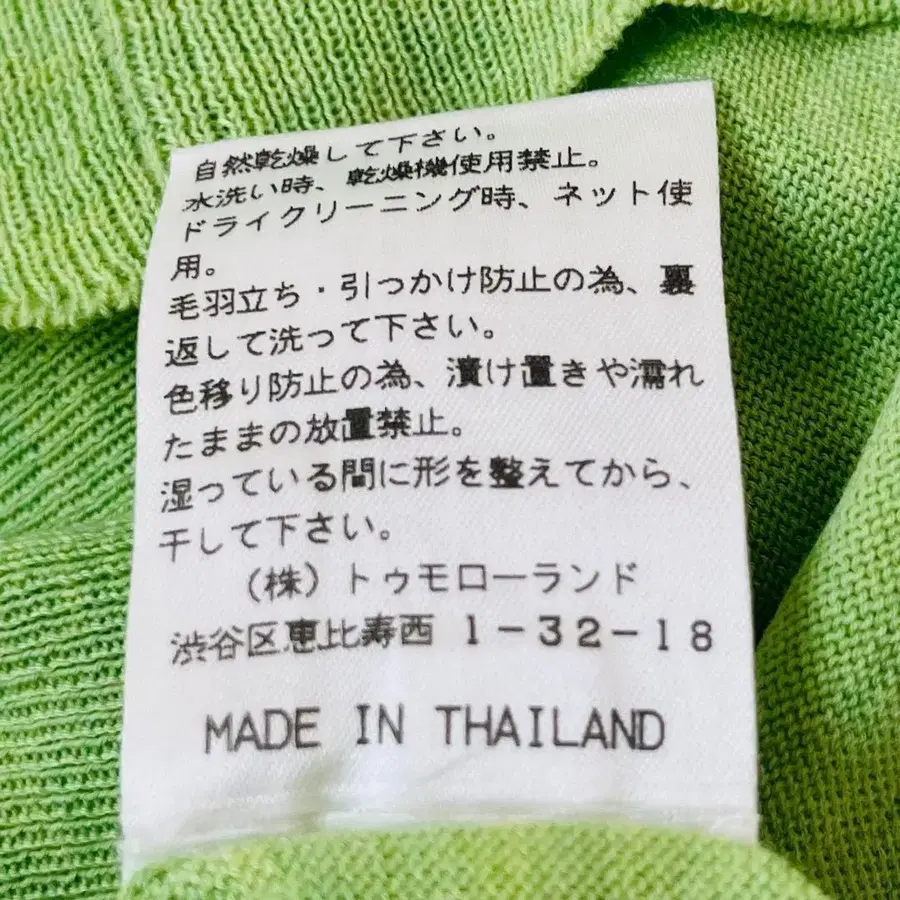 自然乾燥して下さい。
水洗い時、乾燥機使用禁止。
ドライクリーニング時、ネット使
用。
毛羽立ち・引っかけ防止の為、裏
返して洗って下さい。
色移り防止の為、漬け置きや濡れ
たままの放置禁止。
湿っている間に形を整えてから、
干して下さい。
(株)トゥモローランド
渋谷区恵比寿西 1-32-18
MADE IN THAILAND